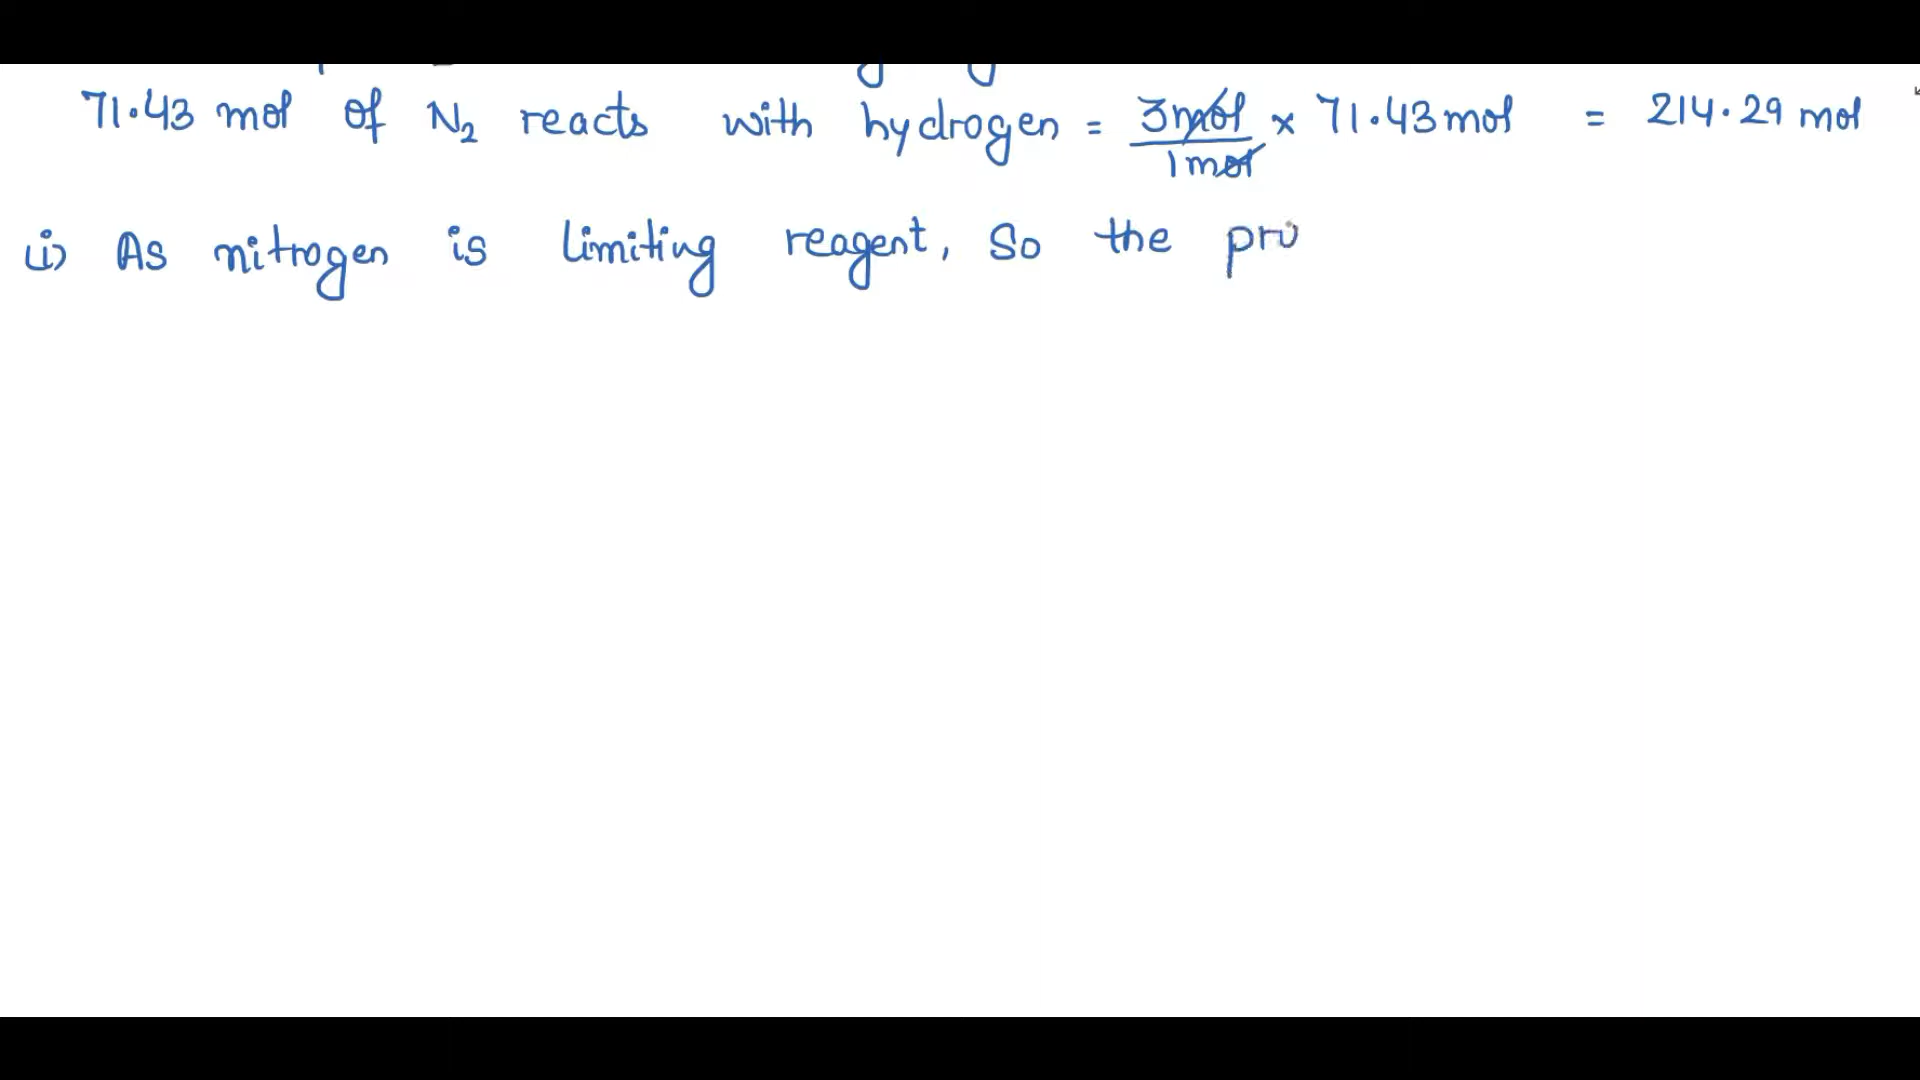 71.43 mol of N₂ reacts with hydrogen = 3mol/1mol × 71.43 mol = 214.29 mol
(i) As nitrogen is limiting reagent, So the pro